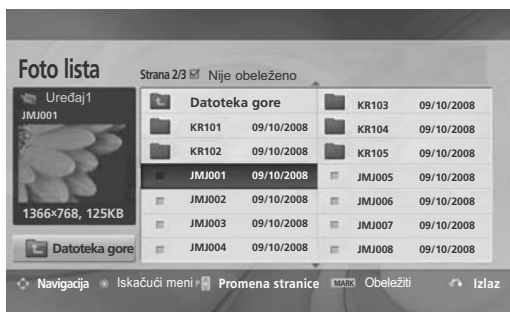 Foto lista
Strana 2/3 Nije obeleženo
Uređaj1
JMJ001
1366×768, 125KB
Datoteka gore
Datoteka gore
KR101 09/10/2008
KR102 09/10/2008
JMJ001 09/10/2008
JMJ002 09/10/2008
JMJ003 09/10/2008
JMJ004 09/10/2008
KR103 09/10/2008
KR104 09/10/2008
KR105 09/10/2008
JMJ005 09/10/2008
JMJ006 09/10/2008
JMJ007 09/10/2008
JMJ008 09/10/2008
Navigacija Iskačući meni P Promena stranice MARK Obeležiti Izlaz